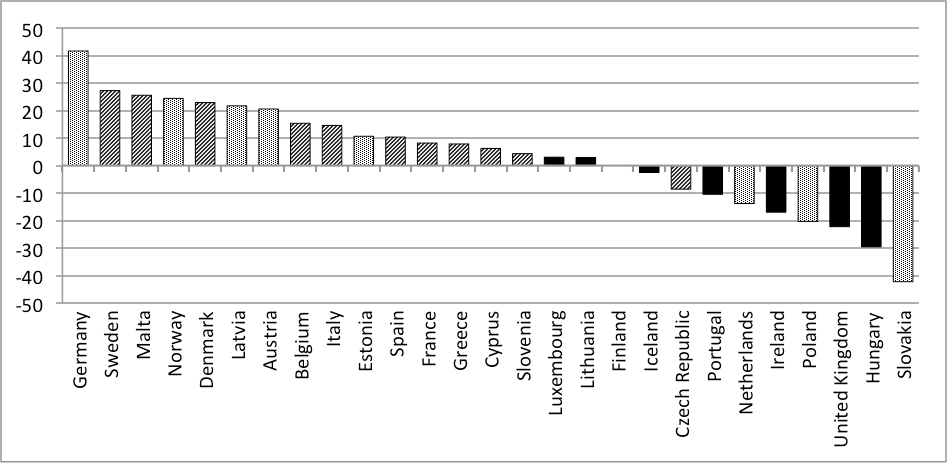 50
40
30
20
10
0
-10
-20
-30
-40
-50
Germany
Sweden
Malta
Norway
Denmark
Latvia
Austria
Belgium
Italy
Estonia
Spain
France
Greece
Cyprus
Slovenia
Luxembourg
Lithuania
Finland
Iceland
Czech Republic
Portugal
Netherlands
Ireland
Poland
United Kingdom
Hungary
Slovakia